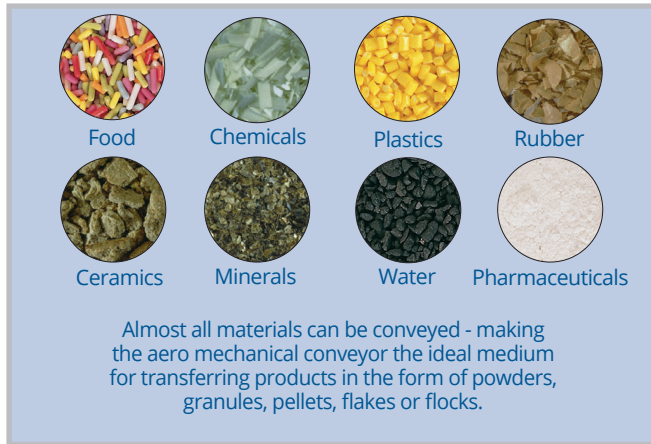 Food
Chemicals
Plastics
Rubber
Ceramics
Minerals
Water
Pharmaceuticals
Almost all materials can be conveyed - making
the aero mechanical conveyor the ideal medium
for transferring products in the form of powders,
granules, pellets, flakes or flocks.